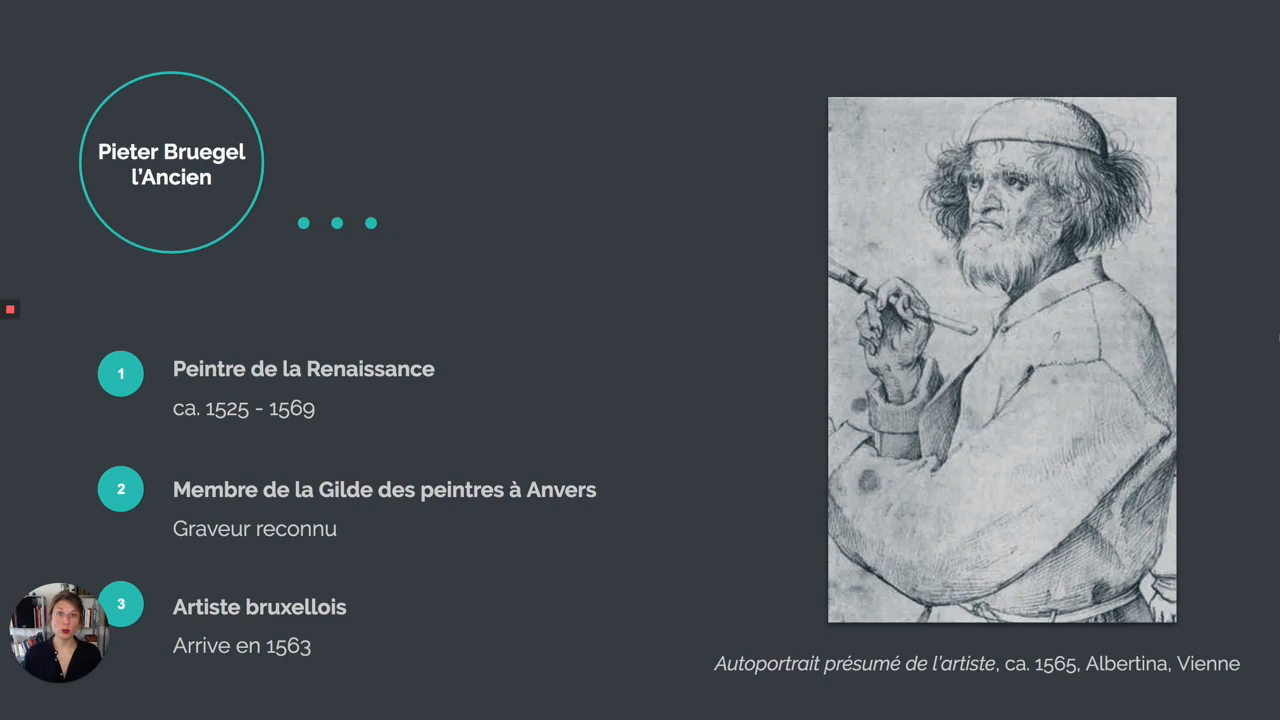 Pieter Bruegel
l’Ancien
1
Peintre de la Renaissance
ca. 1525 - 1569
2
Membre de la Gilde des peintres à Anvers
Graveur reconnu
3
Artiste bruxellois
Arrive en 1563
Autoportrait présumé de l’artiste, ca. 1565, Albertina, Vienne